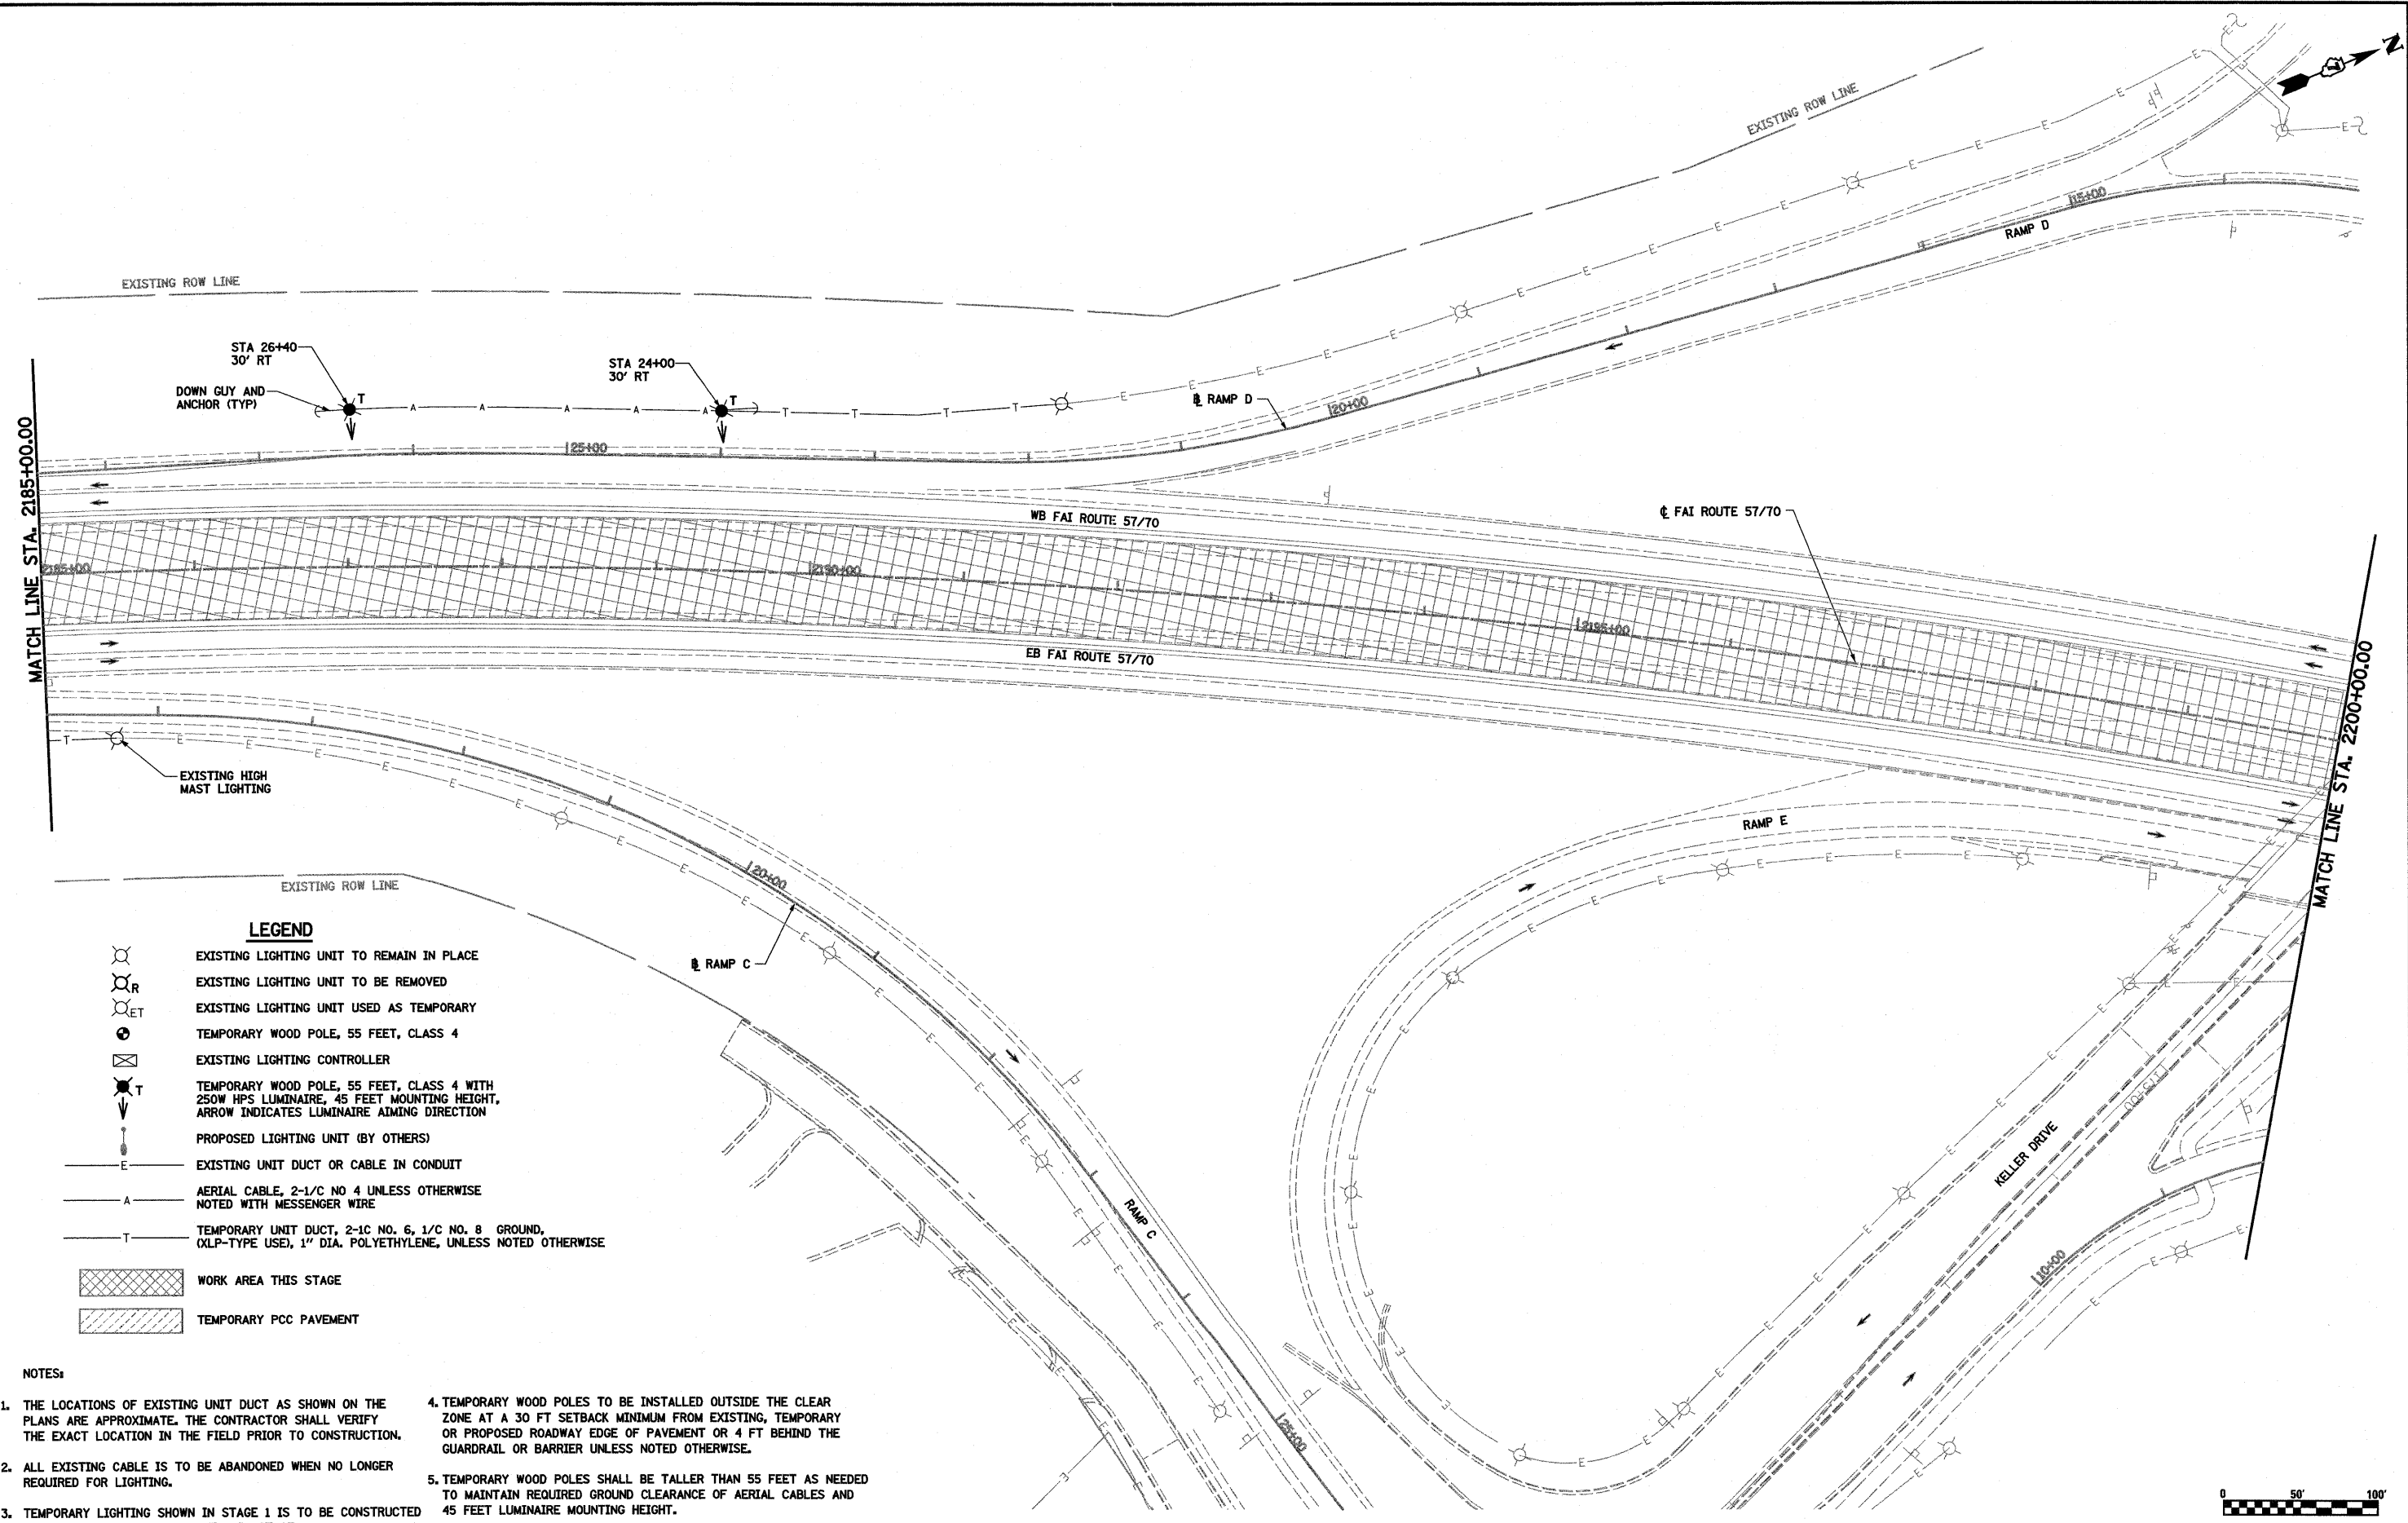 N
EXISTING ROW LINE
15+00
RAMP D
EXISTING ROW LINE
STA 26+40
30' RT
STA 24+00
30' RT
DOWN GUY AND
ANCHOR (TYP)
T
T
A A A A A T T T T
E E E E E E E E E E E E
℄ RAMP D
20+00
25+00
MATCH LINE STA. 2185+00.00
WB FAI ROUTE 57/70
℄ FAI ROUTE 57/70
2185+00
2190+00
2195+00
EB FAI ROUTE 57/70
MATCH LINE STA. 2200+00.00
T
EXISTING HIGH
MAST LIGHTING
RAMP E
EXISTING ROW LINE
20+00
℄ RAMP C
RAMP C
25+00
KELLER DRIVE
175+00
10+00
LEGEND
EXISTING LIGHTING UNIT TO REMAIN IN PLACE
R EXISTING LIGHTING UNIT TO BE REMOVED
ET EXISTING LIGHTING UNIT USED AS TEMPORARY
TEMPORARY WOOD POLE, 55 FEET, CLASS 4
EXISTING LIGHTING CONTROLLER
T TEMPORARY WOOD POLE, 55 FEET, CLASS 4 WITH
250W HPS LUMINAIRE, 45 FEET MOUNTING HEIGHT,
ARROW INDICATES LUMINAIRE AIMING DIRECTION
PROPOSED LIGHTING UNIT (BY OTHERS)
E EXISTING UNIT DUCT OR CABLE IN CONDUIT
A AERIAL CABLE, 2-1/C NO 4 UNLESS OTHERWISE
NOTED WITH MESSENGER WIRE
T TEMPORARY UNIT DUCT, 2-1C NO. 6, 1/C NO. 8 GROUND,
(XLP-TYPE USE), 1" DIA. POLYETHYLENE, UNLESS NOTED OTHERWISE
WORK AREA THIS STAGE
TEMPORARY PCC PAVEMENT
NOTES:
1. THE LOCATIONS OF EXISTING UNIT DUCT AS SHOWN ON THE
PLANS ARE APPROXIMATE. THE CONTRACTOR SHALL VERIFY
THE EXACT LOCATION IN THE FIELD PRIOR TO CONSTRUCTION.
2. ALL EXISTING CABLE IS TO BE ABANDONED WHEN NO LONGER
REQUIRED FOR LIGHTING.
3. TEMPORARY LIGHTING SHOWN IN STAGE 1 IS TO BE CONSTRUCTED
4. TEMPORARY WOOD POLES TO BE INSTALLED OUTSIDE THE CLEAR
ZONE AT A 30 FT SETBACK MINIMUM FROM EXISTING, TEMPORARY
OR PROPOSED ROADWAY EDGE OF PAVEMENT OR 4 FT BEHIND THE
GUARDRAIL OR BARRIER UNLESS NOTED OTHERWISE.
5. TEMPORARY WOOD POLES SHALL BE TALLER THAN 55 FEET AS NEEDED
TO MAINTAIN REQUIRED GROUND CLEARANCE OF AERIAL CABLES AND
45 FEET LUMINAIRE MOUNTING HEIGHT.
0 50' 100'